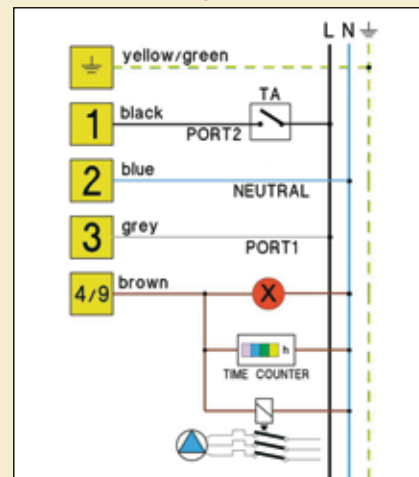 L N
yellow/green
1 black TA
PORT2
2 blue
NEUTRAL
3 grey
PORT1
4/9 brown
X
h
TIME COUNTER